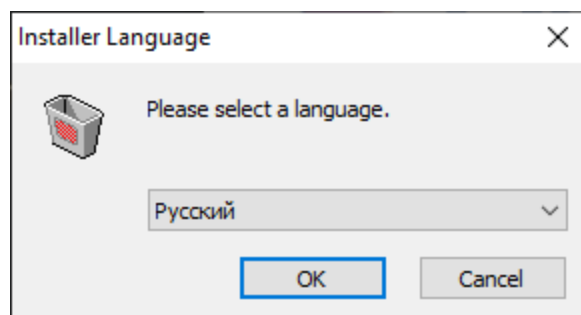 Installer Language
Please select a language.
Русский
OK
Cancel